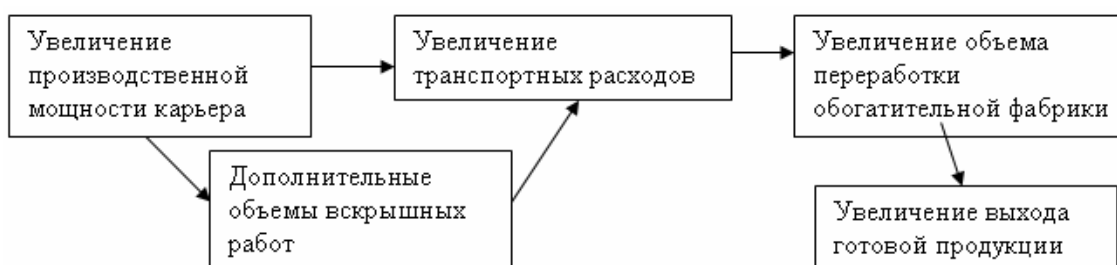 Увеличение
производственной
мощности карьера
Увеличение
транспортных расходов
Увеличение объема
переработки
обогатительной фабрики
Дополнительные
объемы вскрышных
работ
Увеличение выхода
готовой продукции